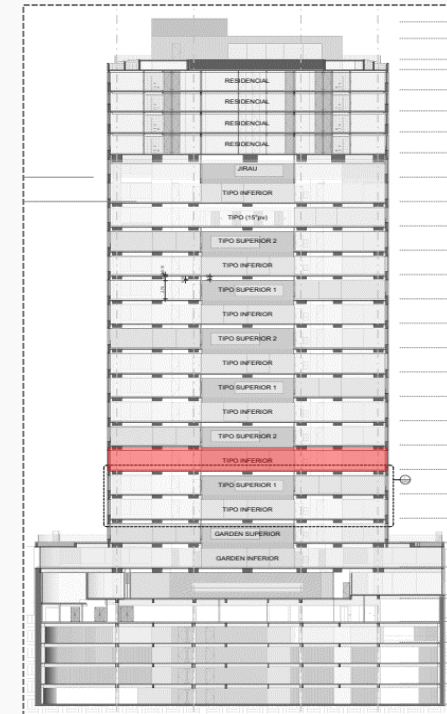 RESIDENCIAL
RESIDENCIAL
RESIDENCIAL
RESIDENCIAL
JIRAU
TIPO INFERIOR
TIPO (15°pv)
TIPO SUPERIOR 2
TIPO INFERIOR
TIPO SUPERIOR 1
TIPO INFERIOR
TIPO SUPERIOR 2
TIPO INFERIOR
TIPO SUPERIOR 1
TIPO INFERIOR
TIPO SUPERIOR 2
TIPO INFERIOR
TIPO SUPERIOR 1
TIPO INFERIOR
GARDEN SUPERIOR
GARDEN INFERIOR